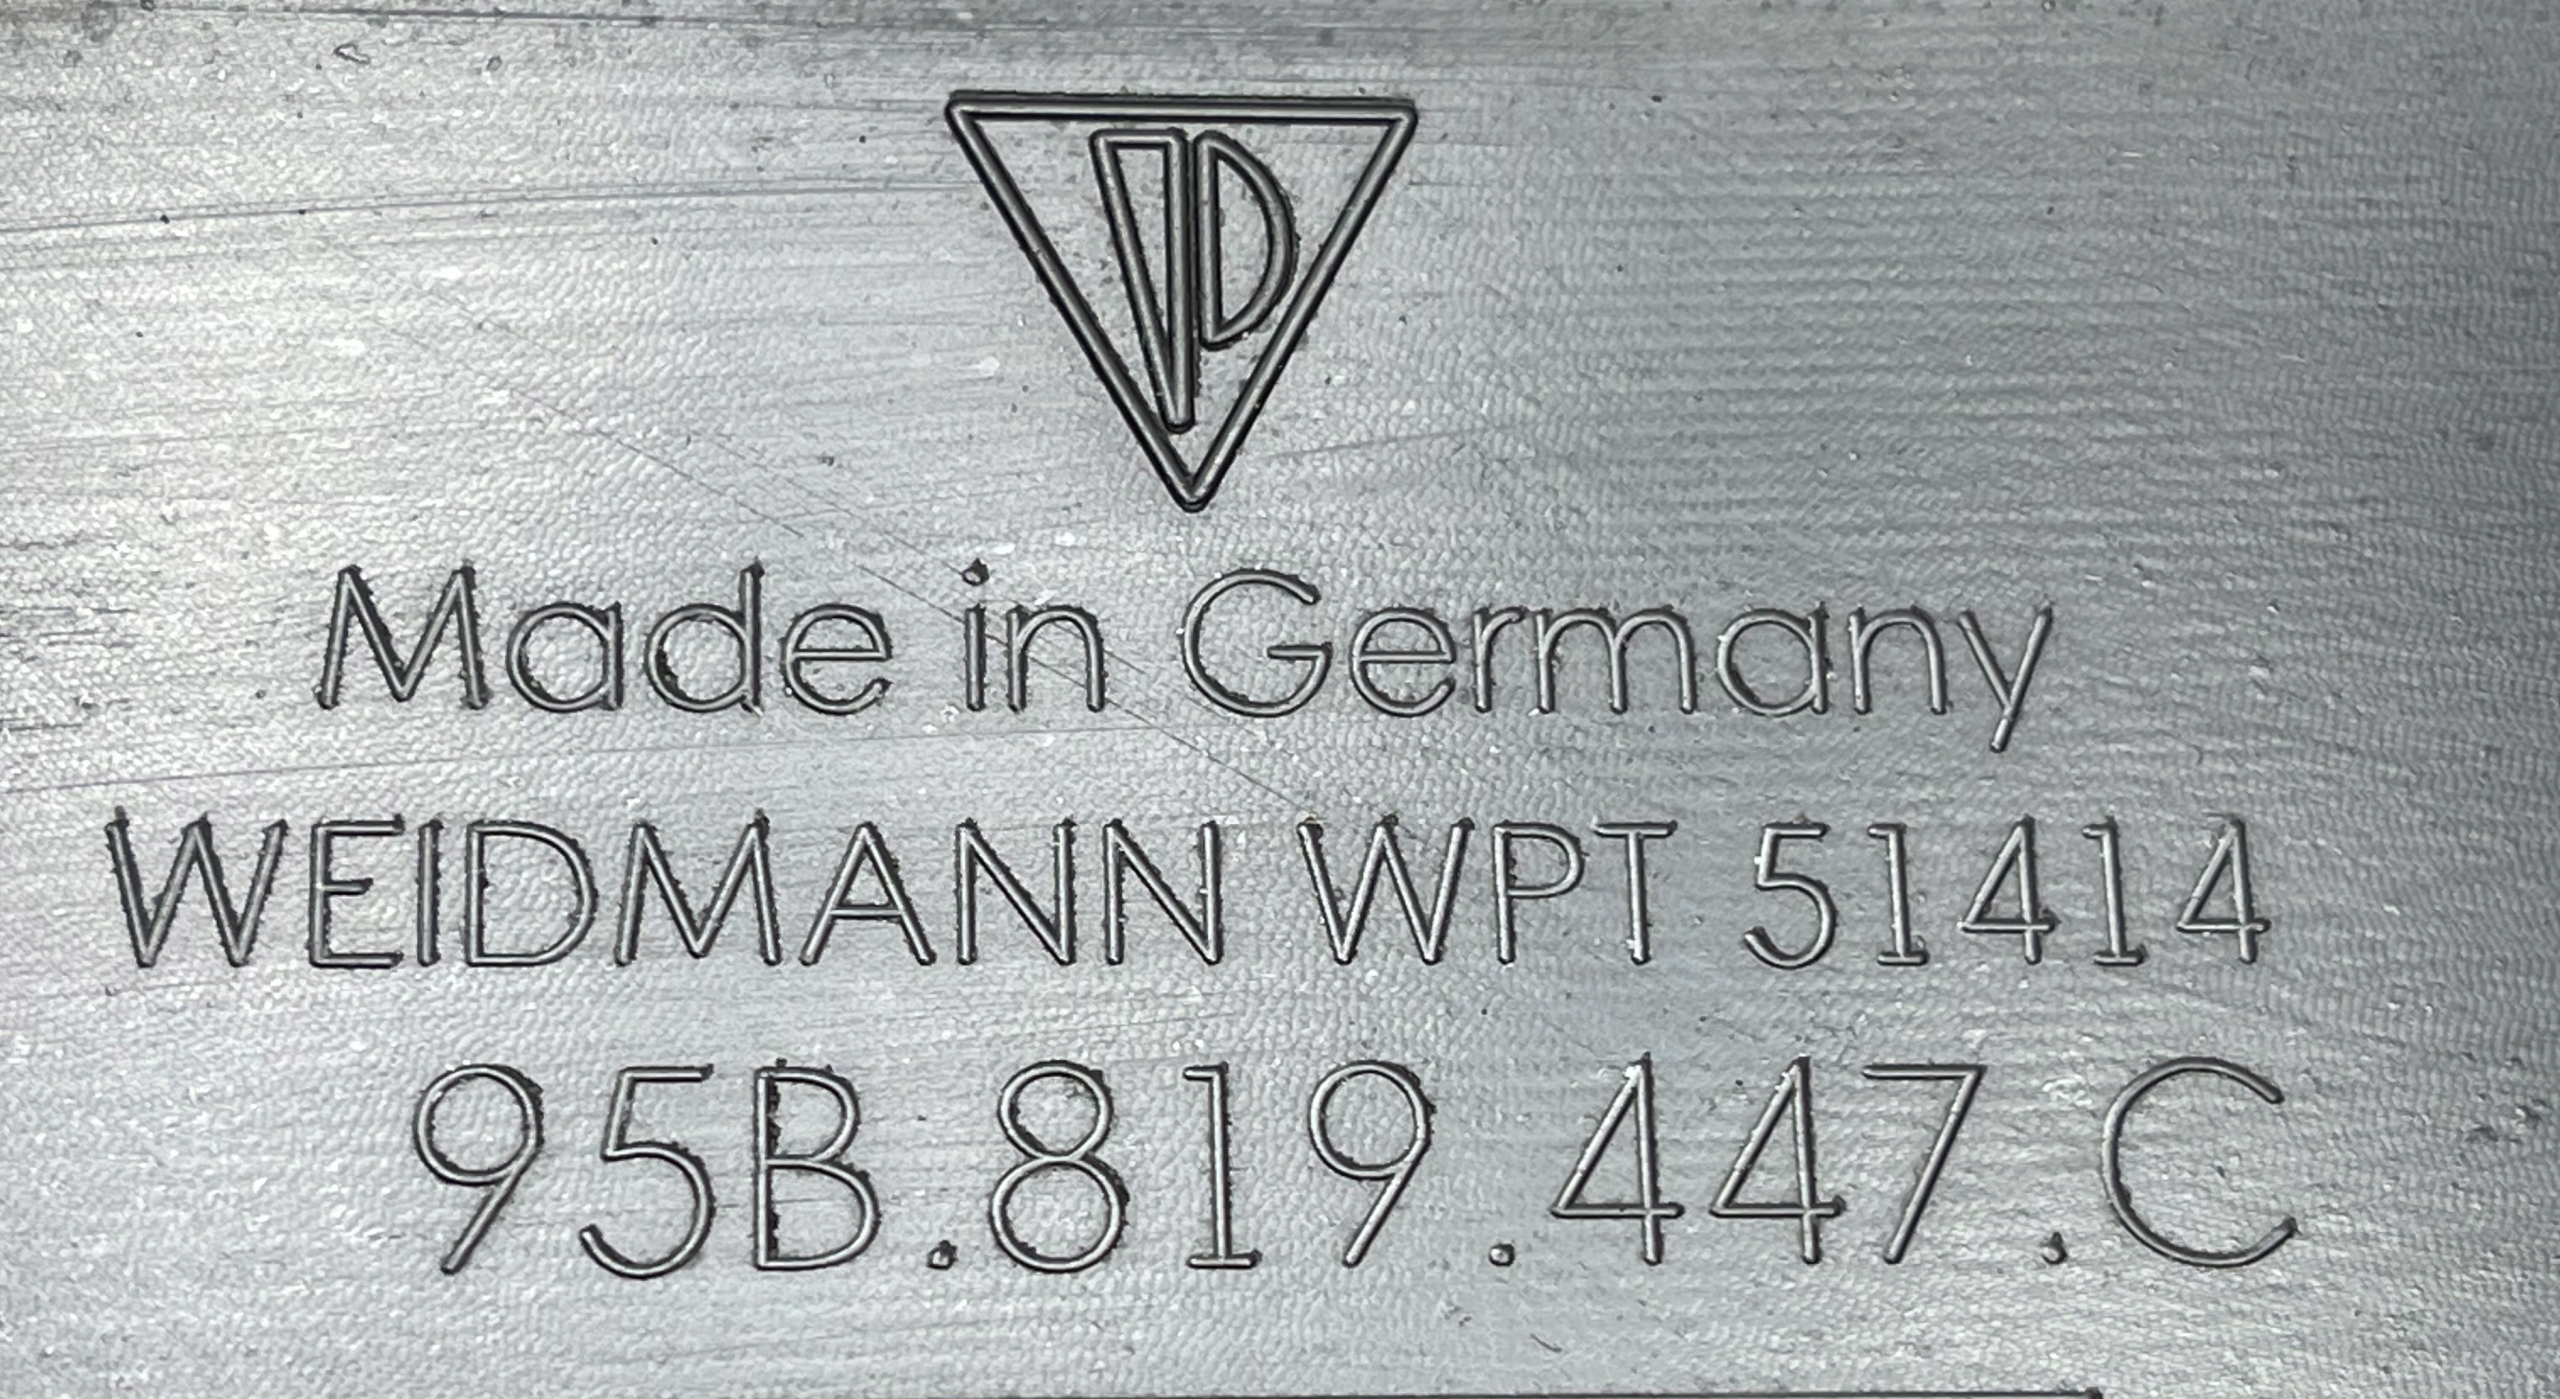 Made in Germany
WEIDMANN WPT 51414
95B.819.447.C